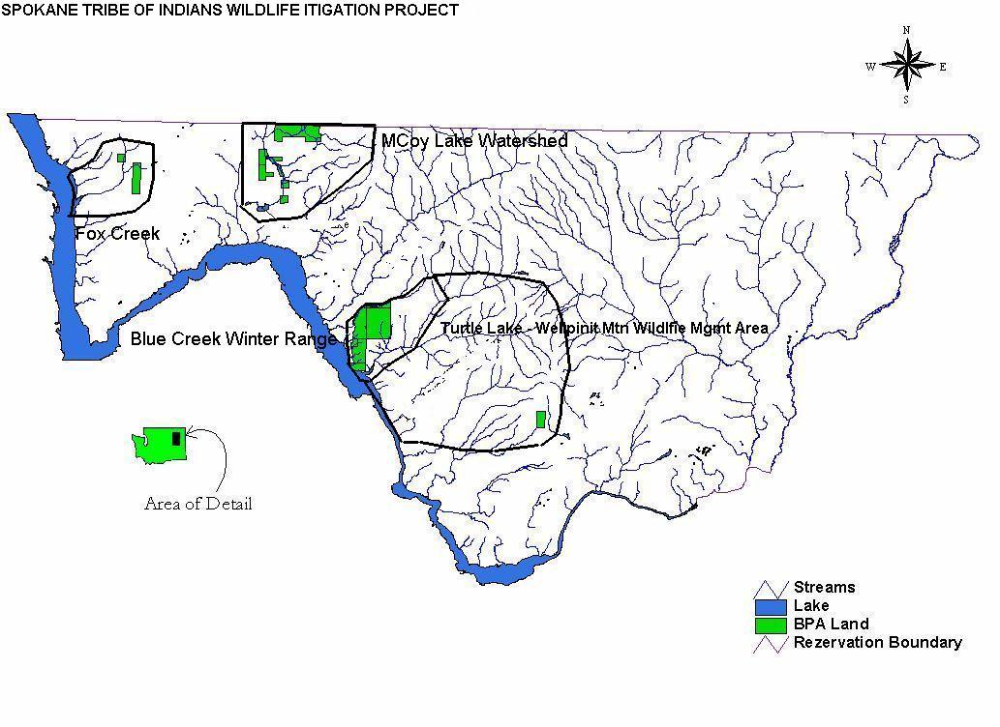 SPOKANE TRIBE OF INDIANS WILDLIFE ITIGATION PROJECT
N
W E
S
MCoy Lake Watershed
Fox Creek
Turtle Lake - Wellpinit Mtn Wildlfie Mgmt Area
Blue Creek Winter Range
Area of Detail
Streams
Lake
BPA Land
Rezervation Boundary